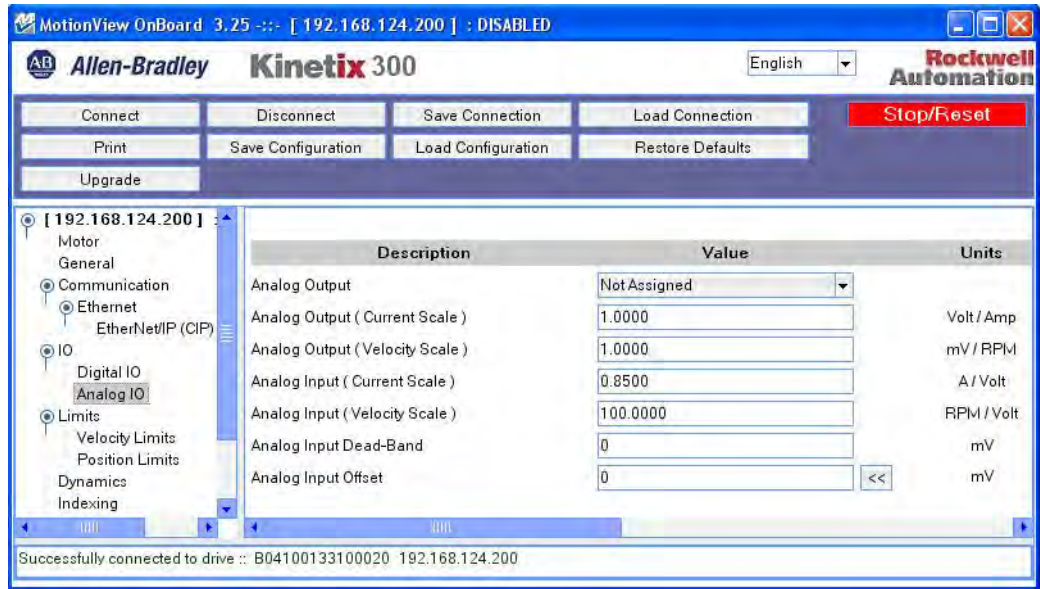 MotionView OnBoard 3.25 -::- [ 192.168.124.200 ] : DISABLED
AB Allen-Bradley Kinetix 300 English Rockwell Automation
Connect Disconnect Save Connection Load Connection Stop/Reset
Print Save Configuration Load Configuration Restore Defaults
Upgrade
[ 192.168.124.200 ] :
Motor
General
Communication
Ethernet
EtherNet/IP (CIP)
IO
Digital IO
Analog IO
Limits
Velocity Limits
Position Limits
Dynamics
Indexing
Description Value Units
Analog Output Not Assigned
Analog Output ( Current Scale ) 1.0000 Volt / Amp
Analog Output ( Velocity Scale ) 1.0000 mV / RPM
Analog Input ( Current Scale ) 0.8500 A / Volt
Analog Input ( Velocity Scale ) 100.0000 RPM / Volt
Analog Input Dead-Band 0 mV
Analog Input Offset 0 << mV
Successfully connected to drive :: B04100133100020 192.168.124.200